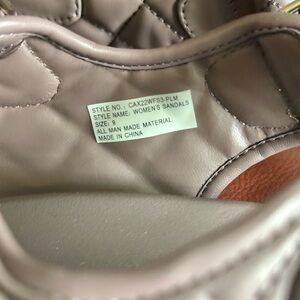 STYLE NO.: CAX22WFS3-PLM
STYLE NAME: WOMEN'S SANDALS
SIZE: 9
ALL MAN MADE MATERIAL
MADE IN CHINA